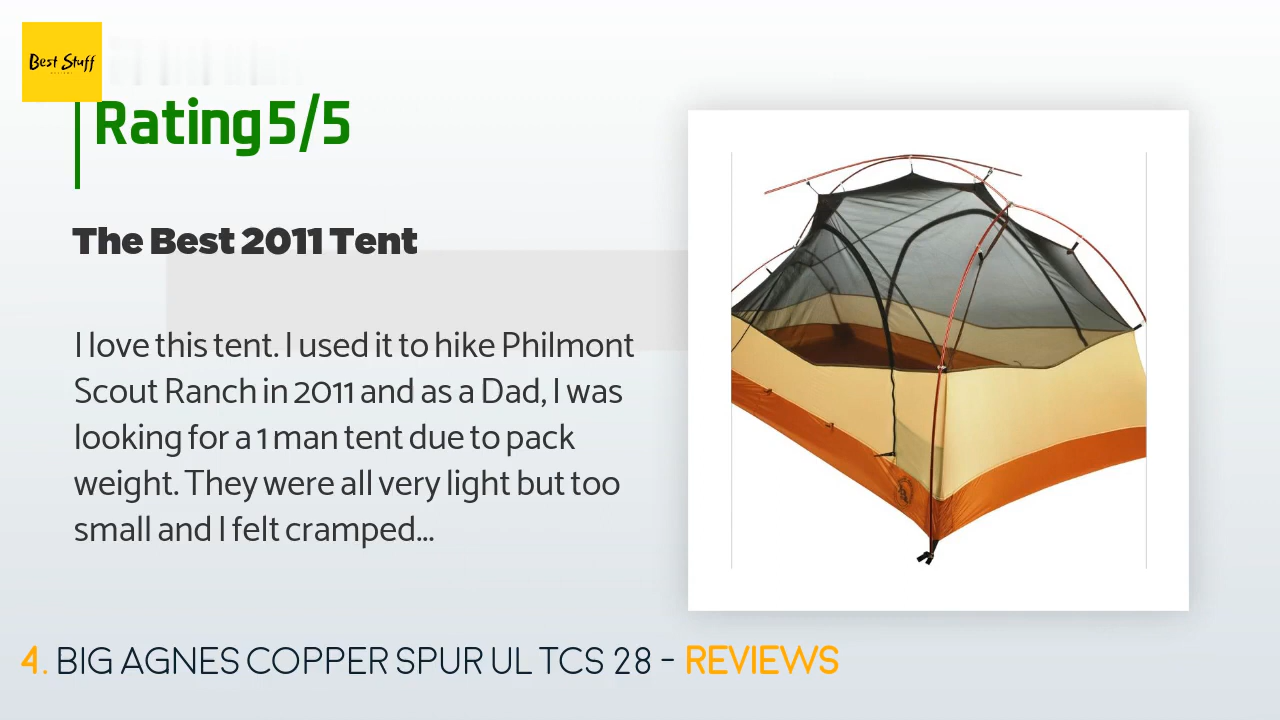 Best Stuff
Rating 5/5
The Best 2011 Tent
I love this tent. I used it to hike Philmont
Scout Ranch in 2011 and as a Dad, I was
looking for a 1 man tent due to pack
weight. They were all very light but too
small and I felt cramped...
4. BIG AGNES COPPER SPUR UL TCS 28 - REVIEWS